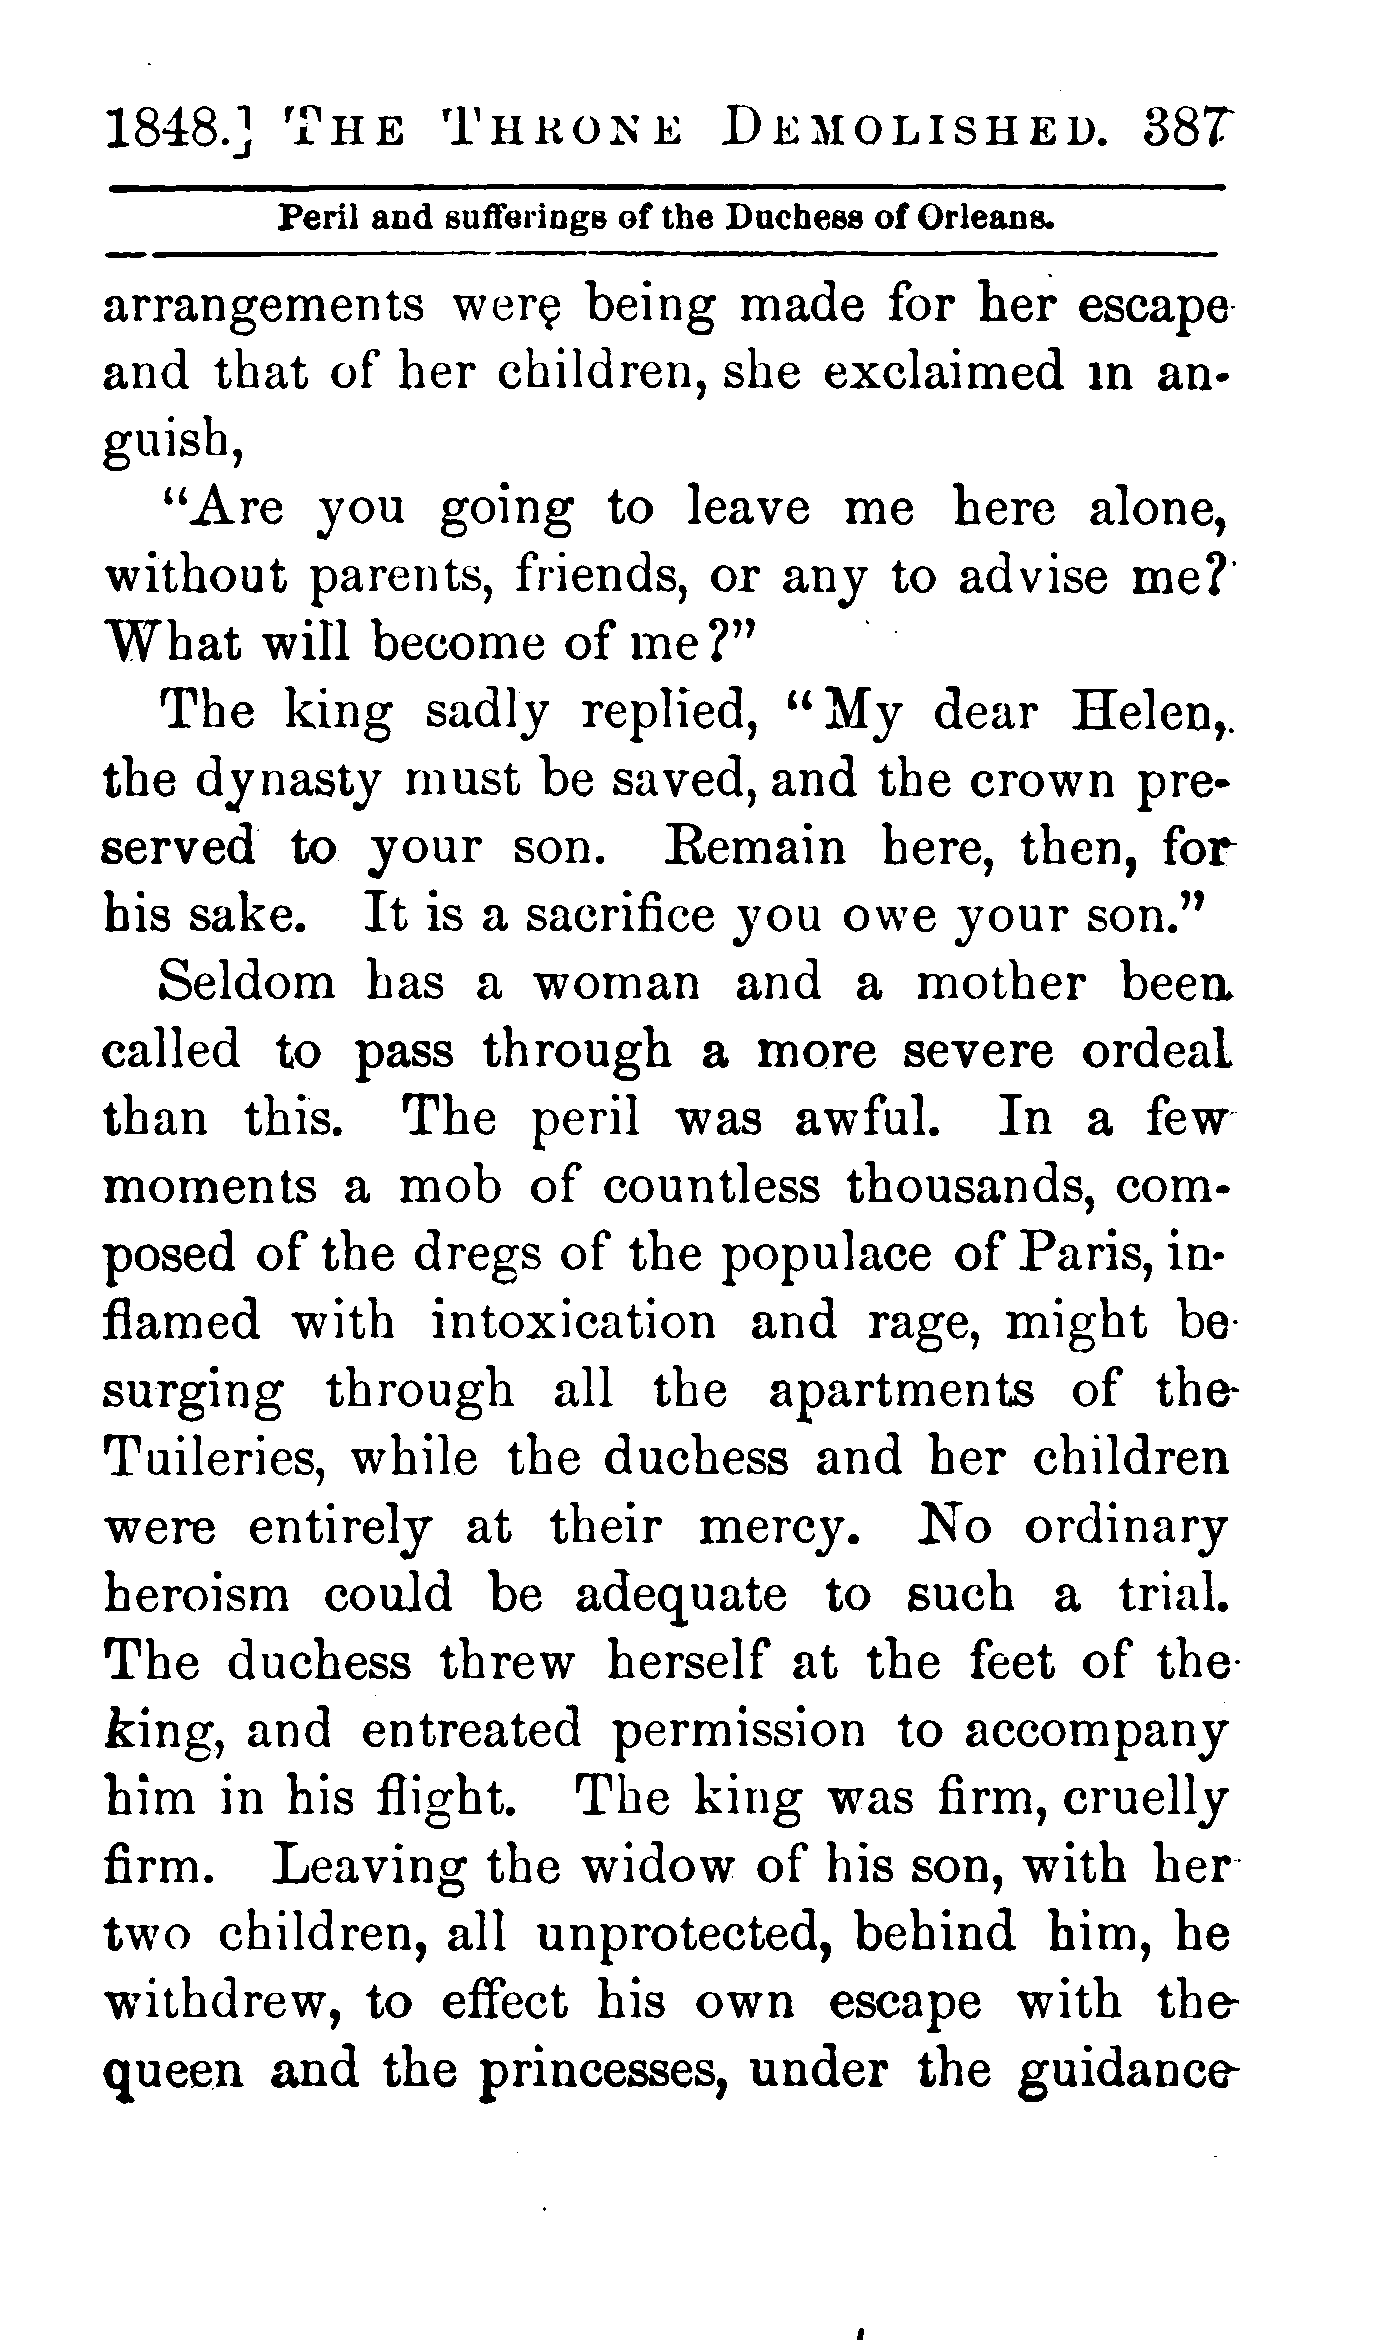 1848.] THE THRONE DEMOLISHED. 387
Peril and sufferings of the Duchess of Orleans.
arrangements were being made for her escape
and that of her children, she exclaimed in an-
guish,
"Are you going to leave me here alone,
without parents, friends, or any to advise me?
What will become of me?"
The king sadly replied, "My dear Helen,
the dynasty must be saved, and the crown pre-
served to your son. Remain here, then, for
his sake. It is a sacrifice you owe your son."
Seldom has a woman and a mother been
called to pass through a more severe ordeal
than this. The peril was awful. In a few
moments a mob of countless thousands, com-
posed of the dregs of the populace of Paris, in-
flamed with intoxication and rage, might be
surging through all the apartments of the
Tuileries, while the duchess and her children
were entirely at their mercy. No ordinary
heroism could be adequate to such a trial.
The duchess threw herself at the feet of the
king, and entreated permission to accompany
him in his flight. The king was firm, cruelly
firm. Leaving the widow of his son, with her
two children, all unprotected, behind him, he
withdrew, to effect his own escape with the
queen and the princesses, under the guidance